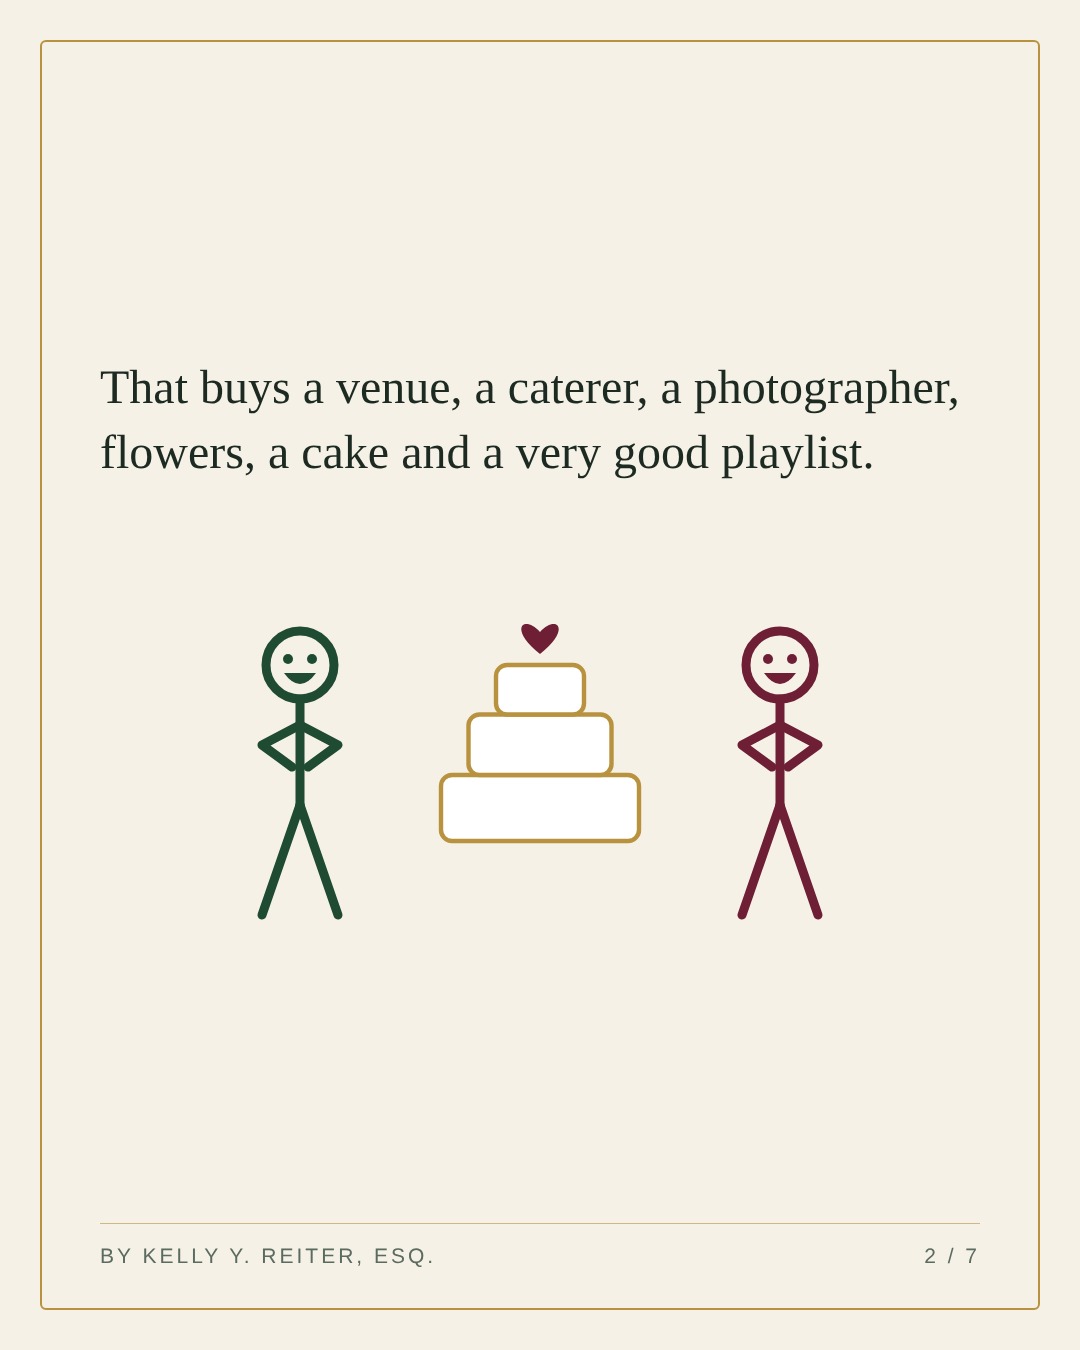 That buys a venue, a caterer, a photographer,
flowers, a cake and a very good playlist.
BY KELLY Y. REITER, ESQ.
2 / 7